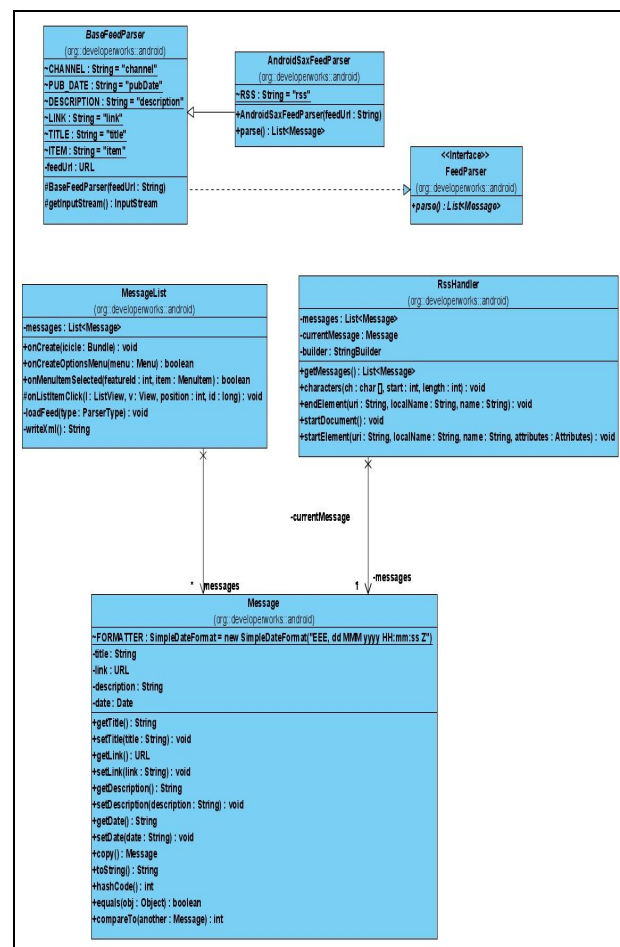 BaseFeedParser
(org::developerworks::android)
~CHANNEL : String = "channel"
~PUB_DATE : String = "pubDate"
~DESCRIPTION : String = "description"
~LINK : String = "link"
~TITLE : String = "title"
~ITEM : String = "item"
-feedUrl : URL
#BaseFeedParser(feedUrl : String)
#getInputStream() : InputStream
AndroidSaxFeedParser
(org::developerworks::android)
~RSS : String = "rss"
+AndroidSaxFeedParser(feedUrl : String)
+parse() : List<Message>
<<Interface>>
FeedParser
(org::developerworks::android)
+parse() : List<Message>
MessageList
(org::developerworks::android)
-messages : List<Message>
+onCreate(icicle : Bundle) : void
+onCreateOptionsMenu(menu : Menu) : boolean
+onMenuItemSelected(featureId : int, item : MenuItem) : boolean
#onListItemClick(l : ListView, v : View, position : int, id : long) : void
-loadFeed(type : ParserType) : void
-writeXml() : String
RssHandler
(org::developerworks::android)
-messages : List<Message>
-currentMessage : Message
-builder : StringBuilder
+getMessages() : List<Message>
+characters(ch : char [], start : int, length : int) : void
+endElement(uri : String, localName : String, name : String) : void
+startDocument() : void
+startElement(uri : String, localName : String, name : String, attributes : Attributes) : void
-currentMessage
* -messages
1 -messages
Message
(org::developerworks::android)
~FORMATTER : SimpleDateFormat = new SimpleDateFormat("EEE, dd MMM yyyy HH:mm:ss Z")
-title : String
-link : URL
-description : String
-date : Date
+getTitle() : String
+setTitle(title : String) : void
+getLink() : URL
+setLink(link : String) : void
+getDescription() : String
+setDescription(description : String) : void
+getDate() : String
+setDate(date : String) : void
+copy() : Message
+toString() : String
+hashCode() : int
+equals(obj : Object) : boolean
+compareTo(another : Message) : int